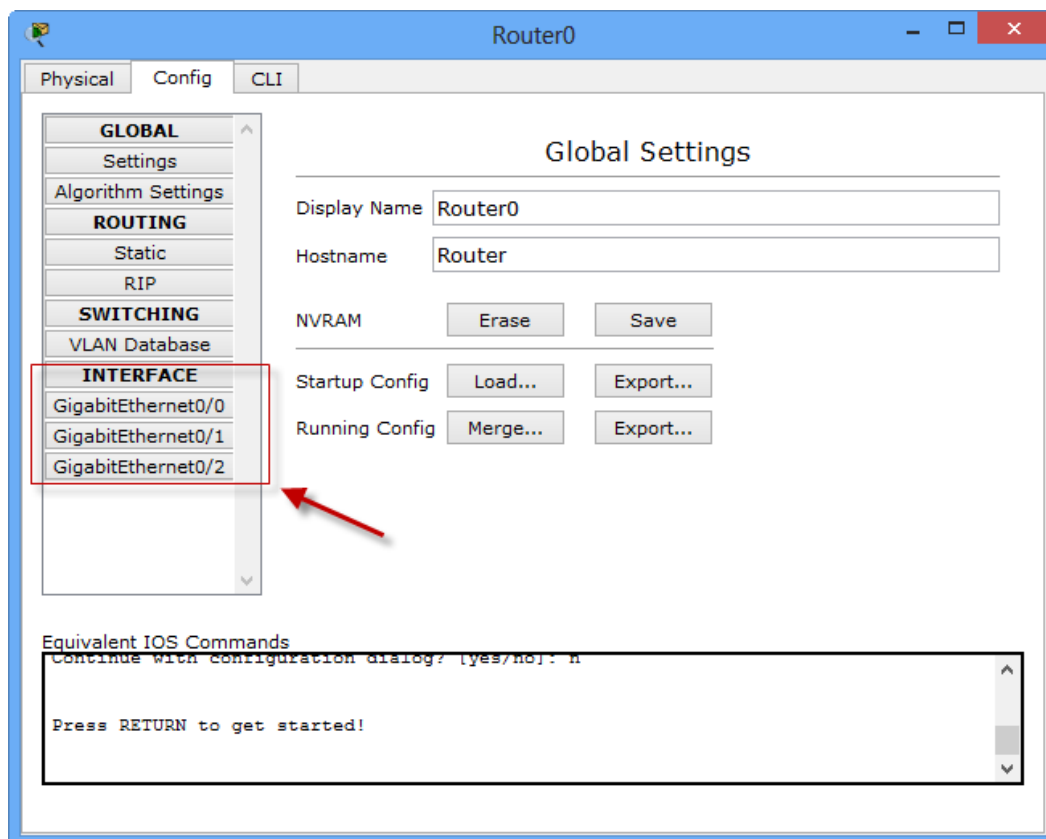 Router0
Physical Config CLI
GLOBAL
Settings
Algorithm Settings
ROUTING
Static
RIP
SWITCHING
VLAN Database
INTERFACE
GigabitEthernet0/0
GigabitEthernet0/1
GigabitEthernet0/2
Global Settings
Display Name Router0
Hostname Router
NVRAM Erase Save
Startup Config Load... Export...
Running Config Merge... Export...
Equivalent IOS Commands
Continue with configuration dialog? [yes/no]: n
Press RETURN to get started!